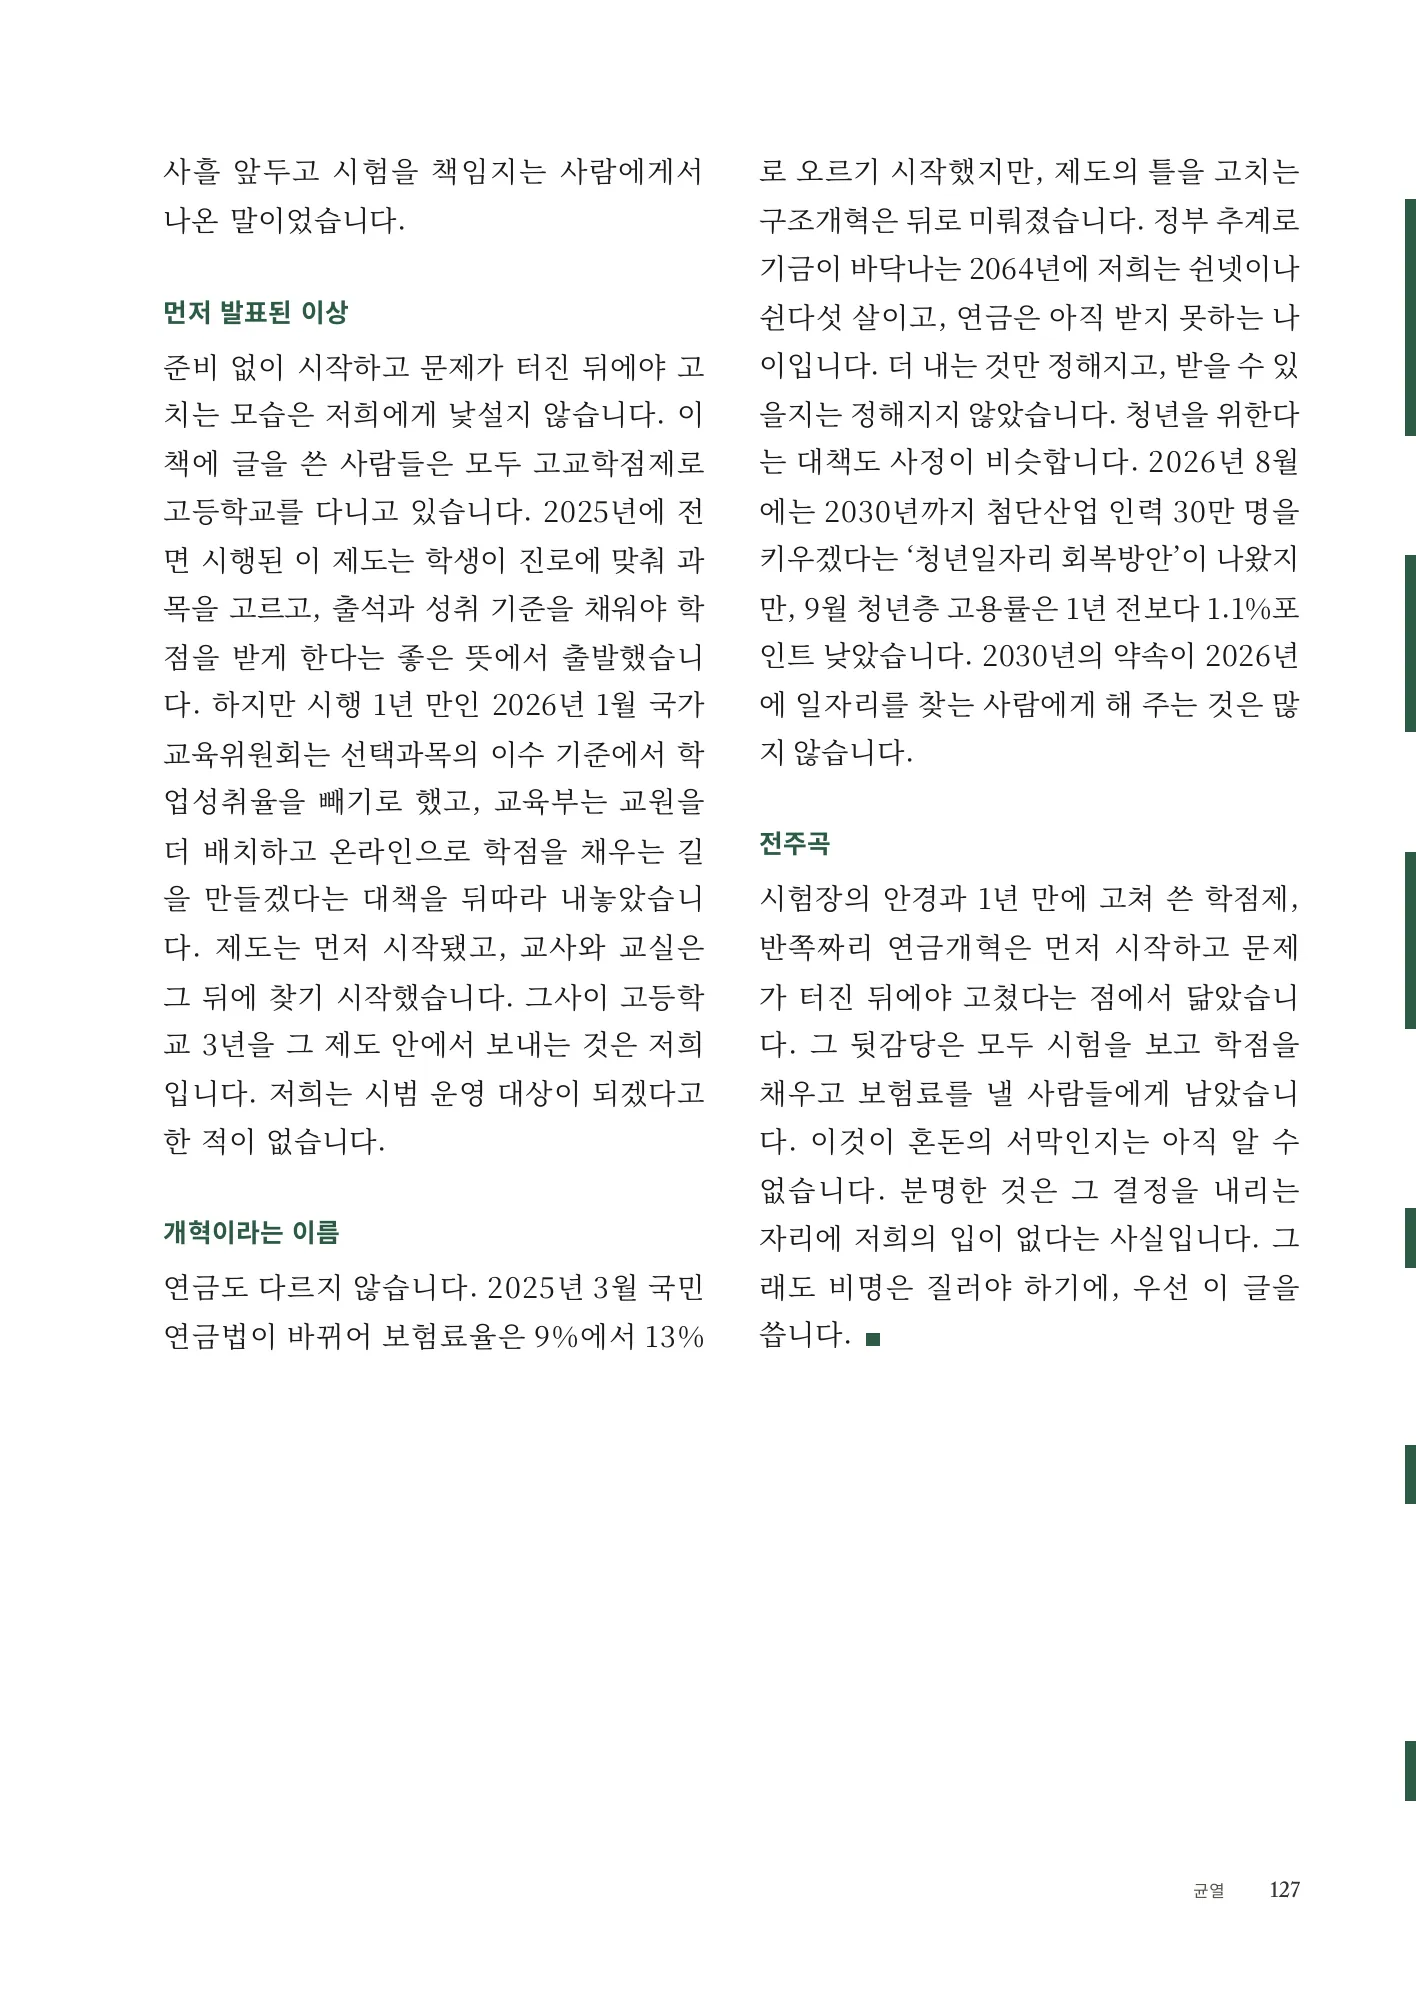 사흘 앞두고 시험을 책임지는 사람에게서
나온 말이었습니다.
먼저 발표된 이상
준비 없이 시작하고 문제가 터진 뒤에야 고
치는 모습은 저희에게 낯설지 않습니다. 이
책에 글을 쓴 사람들은 모두 고교학점제로
고등학교를 다니고 있습니다. 2025년에 전
면 시행된 이 제도는 학생이 진로에 맞춰 과
목을 고르고, 출석과 성취 기준을 채워야 학
점을 받게 한다는 좋은 뜻에서 출발했습니
다. 하지만 시행 1년 만인 2026년 1월 국가
교육위원회는 선택과목의 이수 기준에서 학
업성취율을 빼기로 했고, 교육부는 교원을
더 배치하고 온라인으로 학점을 채우는 길
을 만들겠다는 대책을 뒤따라 내놓았습니
다. 제도는 먼저 시작됐고, 교사와 교실은
그 뒤에 찾기 시작했습니다. 그사이 고등학
교 3년을 그 제도 안에서 보내는 것은 저희
입니다. 저희는 시범 운영 대상이 되겠다고
한 적이 없습니다.
개혁이라는 이름
연금도 다르지 않습니다. 2025년 3월 국민
연금법이 바뀌어 보험료율은 9%에서 13%
로 오르기 시작했지만, 제도의 틀을 고치는
구조개혁은 뒤로 미뤄졌습니다. 정부 추계로
기금이 바닥나는 2064년에 저희는 쉰넷이나
쉰다섯 살이고, 연금은 아직 받지 못하는 나
이입니다. 더 내는 것만 정해지고, 받을 수 있
을지는 정해지지 않았습니다. 청년을 위한다
는 대책도 사정이 비슷합니다. 2026년 8월
에는 2030년까지 첨단산업 인력 30만 명을
키우겠다는 ‘청년일자리 회복방안’이 나왔지
만, 9월 청년층 고용률은 1년 전보다 1.1%포
인트 낮았습니다. 2030년의 약속이 2026년
에 일자리를 찾는 사람에게 해 주는 것은 많
지 않습니다.
전주곡
시험장의 안경과 1년 만에 고쳐 쓴 학점제,
반쪽짜리 연금개혁은 먼저 시작하고 문제
가 터진 뒤에야 고쳤다는 점에서 닮았습니
다. 그 뒷감당은 모두 시험을 보고 학점을
채우고 보험료를 낼 사람들에게 남았습니
다. 이것이 혼돈의 서막인지는 아직 알 수
없습니다. 분명한 것은 그 결정을 내리는
자리에 저희의 입이 없다는 사실입니다. 그
래도 비명은 질러야 하기에, 우선 이 글을
씁니다. ■
균열 127